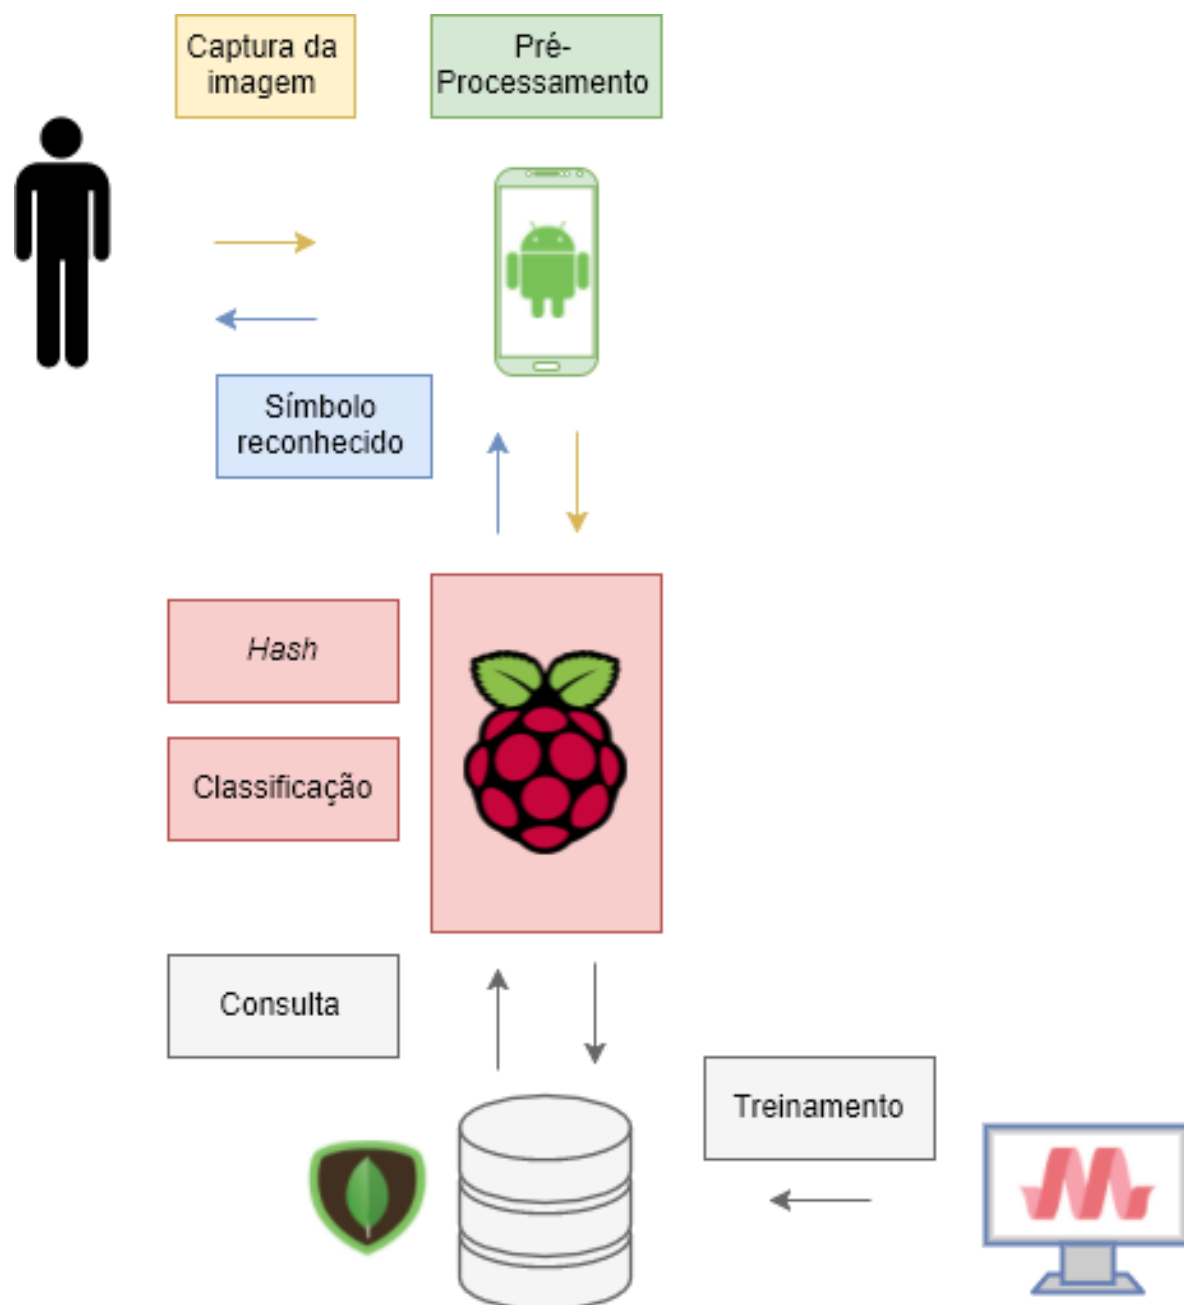 Captura da
imagem
Pré-
Processamento
Símbolo
reconhecido
Hash
Classificação
Consulta
Treinamento